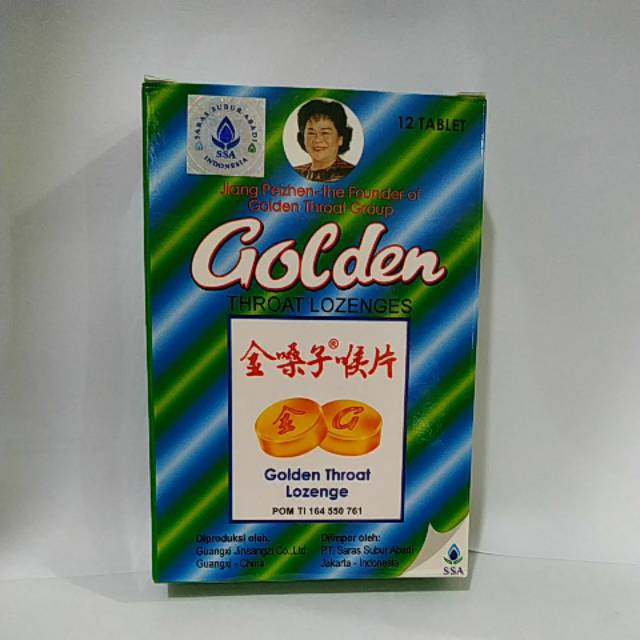 SARAS SUBUR ABADI
SSA
INDONESIA
12 TABLET
Jiang Peizhen-the Founder of
Golden Throat Group
Golden
THROAT LOZENGES
金嗓子®喉片
金 G
Golden Throat
Lozenge
POM TI 164 550 761
Diproduksi oleh:
Guangxi Jinsangzi Co.,Ltd.
Guangxi - China
Diimpor oleh:
PT. Saras Subur Abadi
Jakarta - Indonesia
SSA